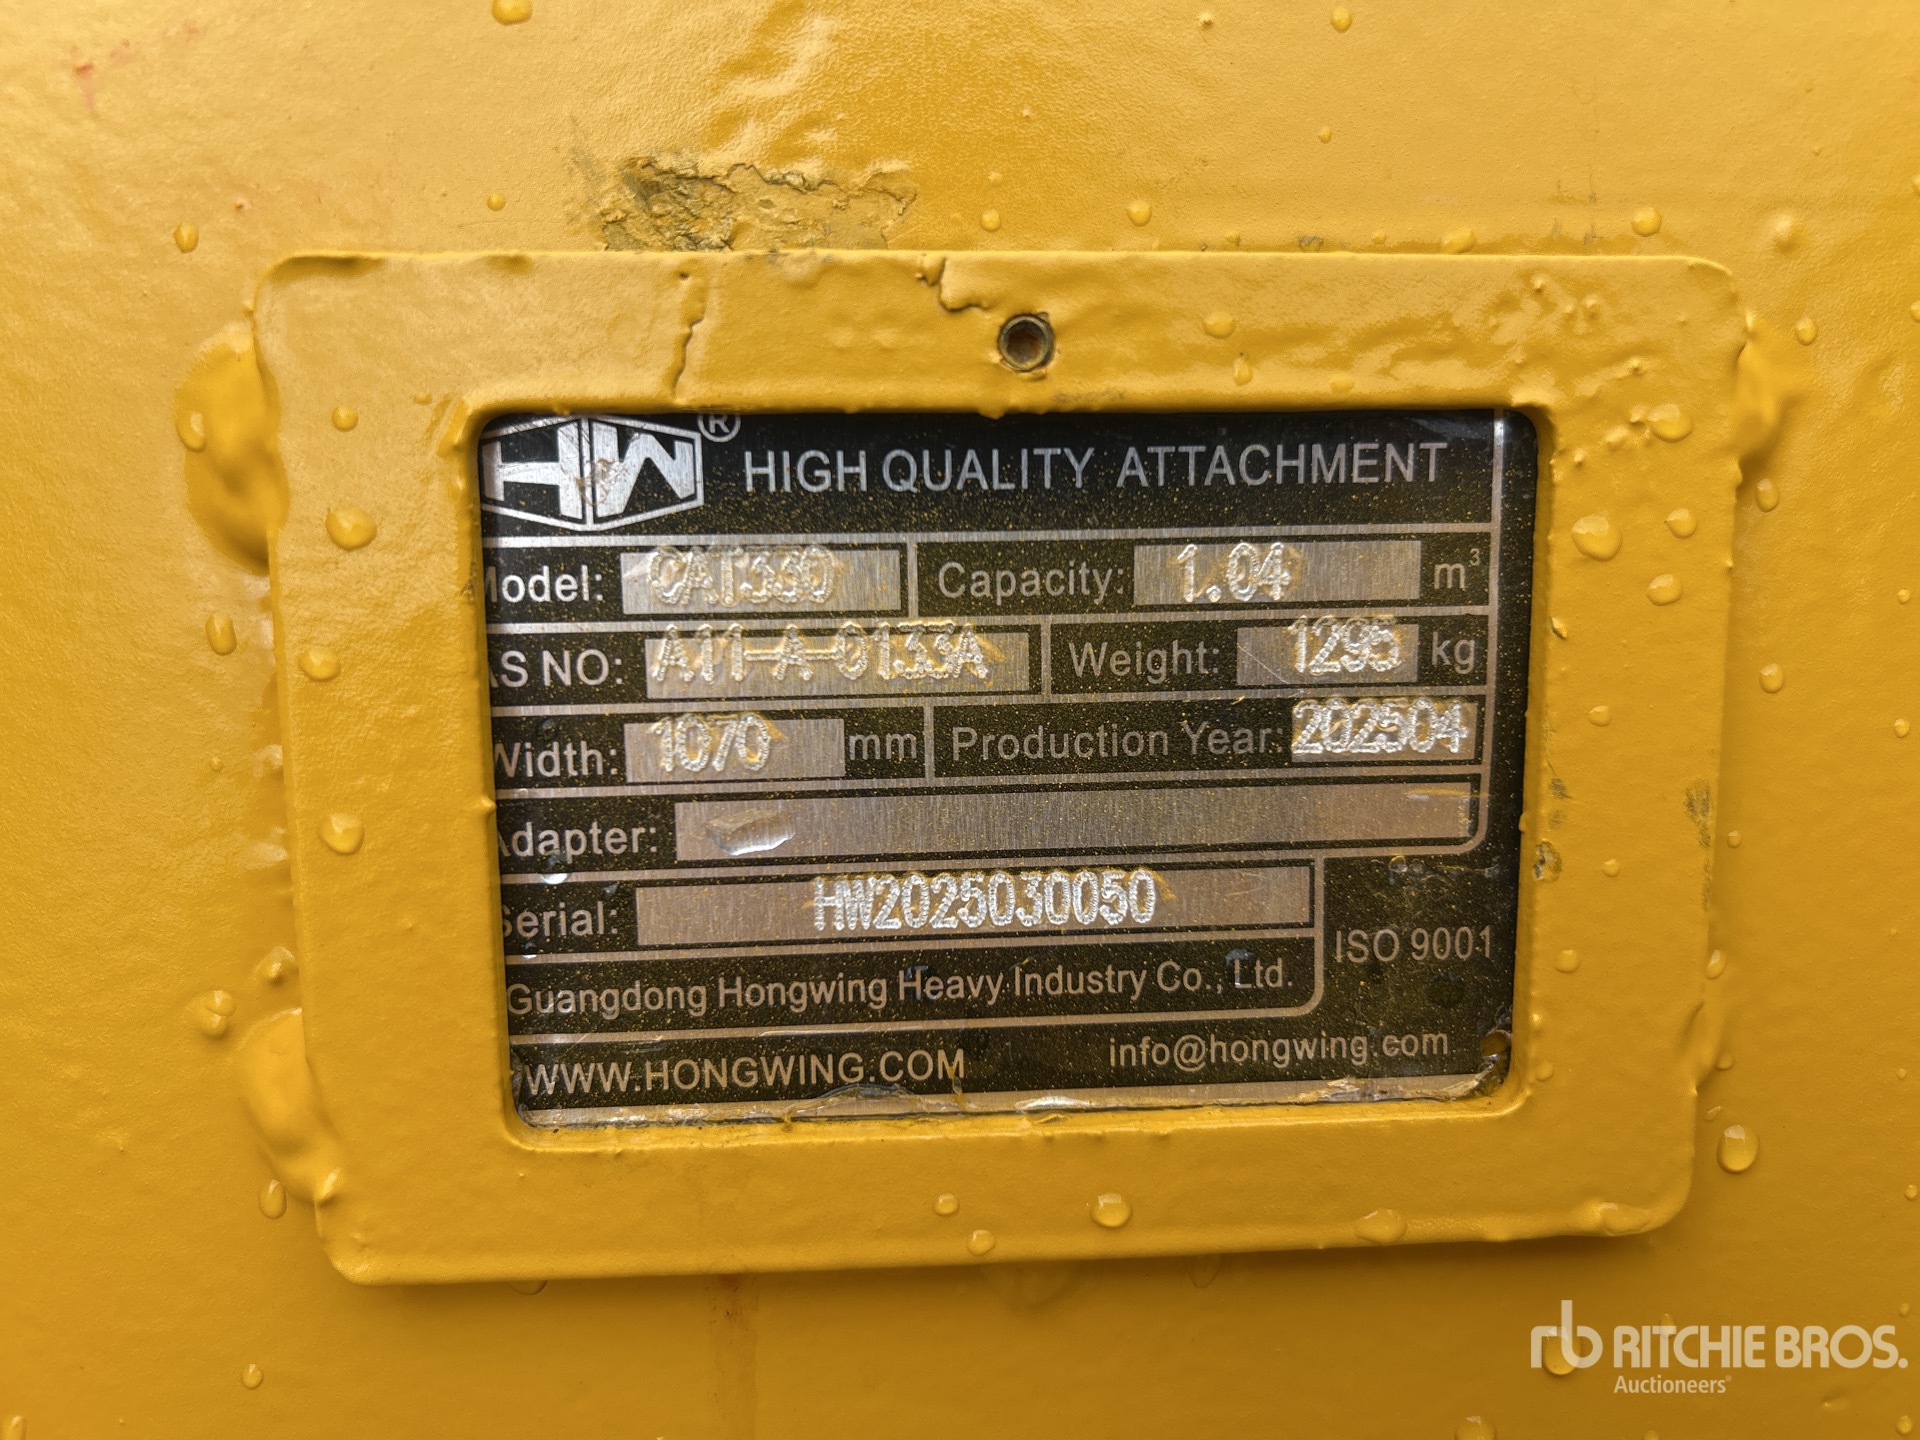 HW® HIGH QUALITY ATTACHMENT
Model: CAT330 Capacity: 1.04 m³
AS NO: A11-A-0133A Weight: 1295 kg
Width: 1070 mm Production Year: 202504
Adapter:
Serial: HW2025030050
ISO 9001
Guangdong Hongwing Heavy Industry Co., Ltd.
WWW.HONGWING.COM info@hongwing.com
rb RITCHIE BROS.
Auctioneers